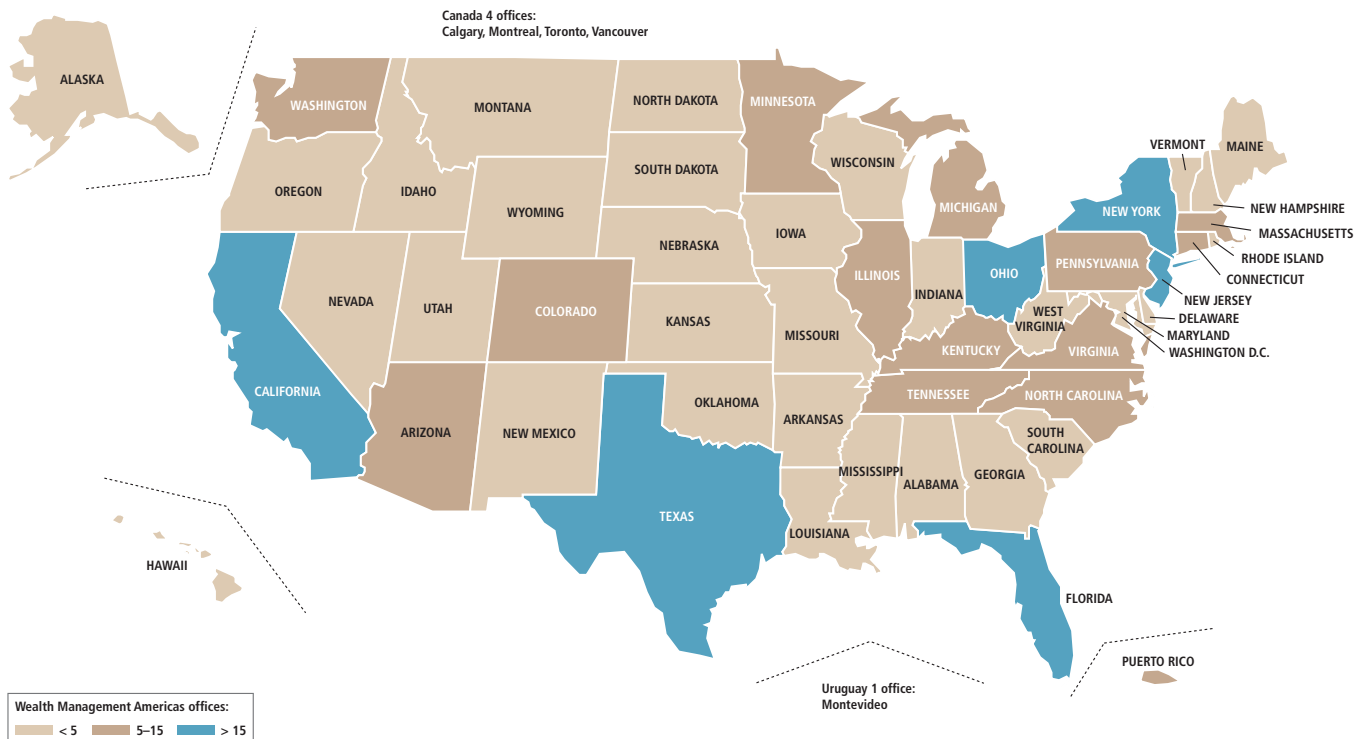 Canada 4 offices:
Calgary, Montreal, Toronto, Vancouver
ALASKA
WASHINGTON
MONTANA
NORTH DAKOTA
MINNESOTA
VERMONT
MAINE
OREGON
IDAHO
SOUTH DAKOTA
WISCONSIN
WYOMING
MICHIGAN
NEW YORK
NEW HAMPSHIRE
MASSACHUSETTS
NEBRASKA
IOWA
RHODE ISLAND
PENNSYLVANIA
CONNECTICUT
NEVADA
UTAH
COLORADO
ILLINOIS
INDIANA
OHIO
NEW JERSEY
WEST
VIRGINIA
DELAWARE
KANSAS
MISSOURI
MARYLAND
KENTUCKY
VIRGINIA
WASHINGTON D.C.
CALIFORNIA
OKLAHOMA
TENNESSEE
NORTH CAROLINA
ARIZONA
NEW MEXICO
ARKANSAS
SOUTH
CAROLINA
MISSISSIPPI
ALABAMA
GEORGIA
TEXAS
LOUISIANA
HAWAII
FLORIDA
PUERTO RICO
Uruguay 1 office:
Montevideo
Wealth Management Americas offices:
< 5 5–15 > 15